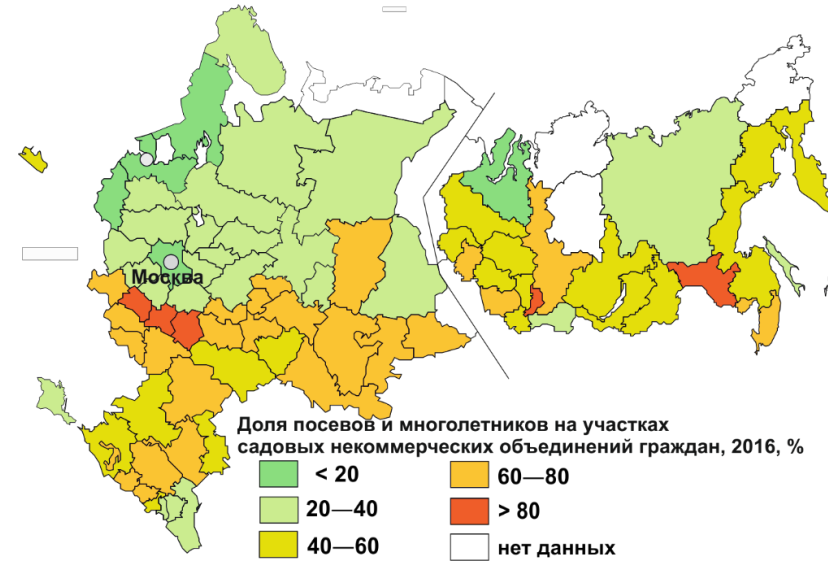 Москва
Доля посевов и многолетников на участках
садовых некоммерческих объединений граждан, 2016, %
< 20
60—80
20—40
> 80
40—60
нет данных